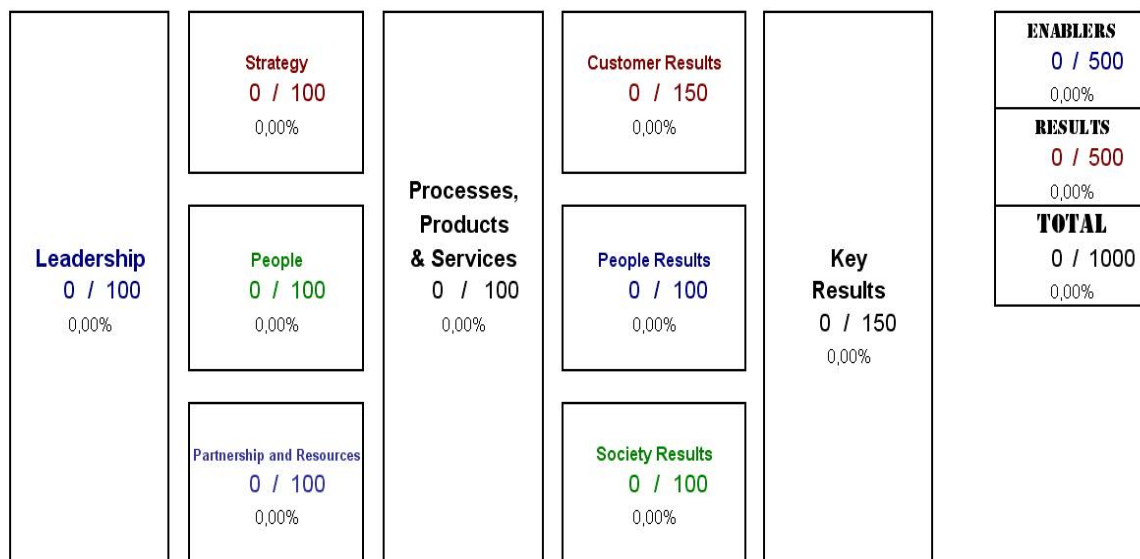 Leadership
0 / 100
0,00%
Strategy
0 / 100
0,00%
People
0 / 100
0,00%
Partnership and Resources
0 / 100
0,00%
Processes,
Products
& Services
0 / 100
0,00%
Customer Results
0 / 150
0,00%
People Results
0 / 100
0,00%
Society Results
0 / 100
0,00%
Key
Results
0 / 150
0,00%
ENABLERS
0 / 500
0,00%
RESULTS
0 / 500
0,00%
TOTAL
0 / 1000
0,00%